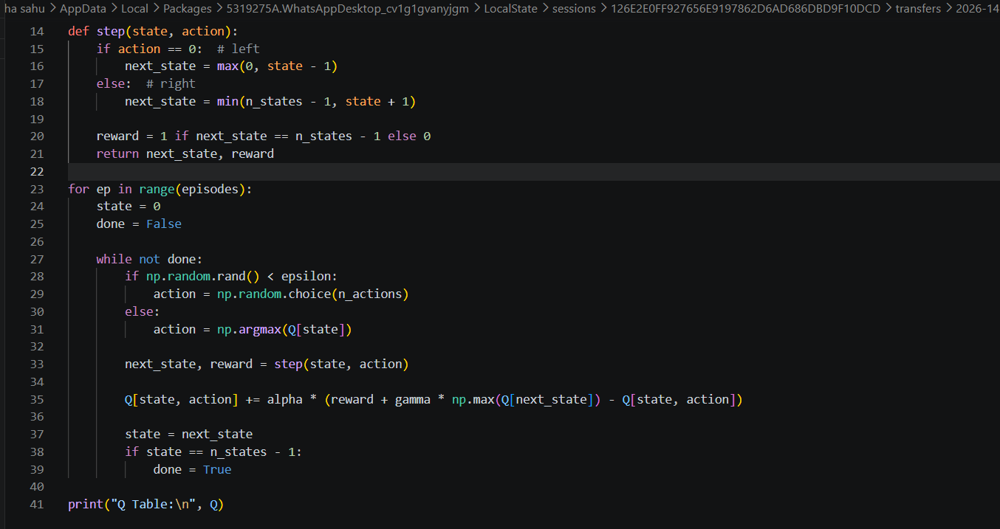 ha sahu > AppData > Local > Packages > 5319275A.WhatsAppDesktop_cv1g1gvanyjgm > LocalState > sessions > 126E2E0FF927656E9197862D6AD686DBD9F10DCD > transfers > 2026-14
14 def step(state, action):
15     if action == 0:  # left
16         next_state = max(0, state - 1)
17     else:  # right
18         next_state = min(n_states - 1, state + 1)
19
20     reward = 1 if next_state == n_states - 1 else 0
21     return next_state, reward
22
23 for ep in range(episodes):
24     state = 0
25     done = False
26
27     while not done:
28         if np.random.rand() < epsilon:
29             action = np.random.choice(n_actions)
30         else:
31             action = np.argmax(Q[state])
32
33         next_state, reward = step(state, action)
34
35         Q[state, action] += alpha * (reward + gamma * np.max(Q[next_state]) - Q[state, action])
36
37         state = next_state
38         if state == n_states - 1:
39             done = True
40
41 print("Q Table:\n", Q)